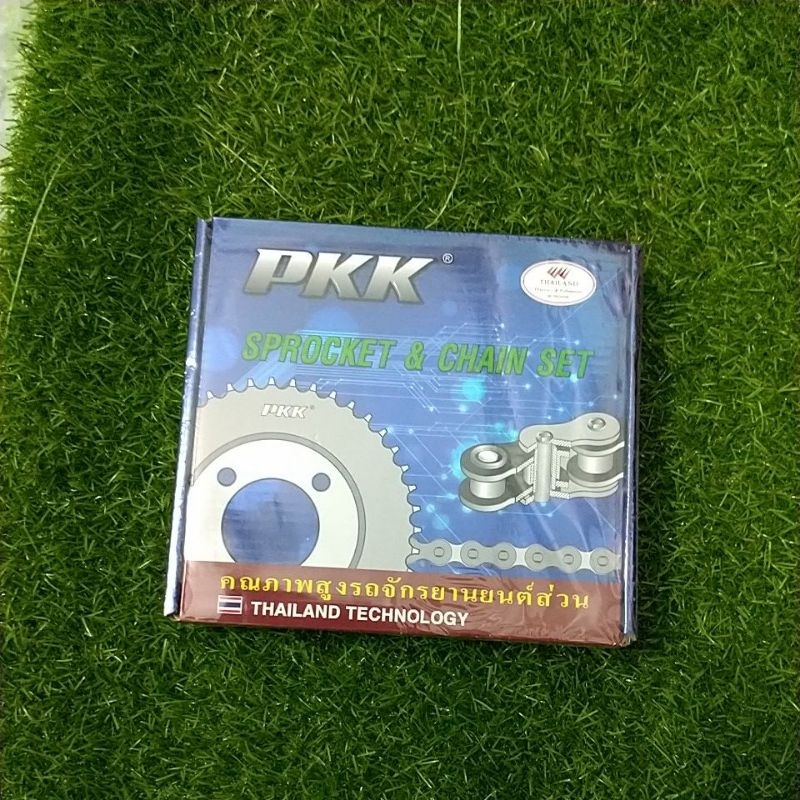 PKK®
THAILAND
SPROCKET & CHAIN SET
PKK®
คณภาพสูงรถจักรยานยนต์ส่วน
THAILAND TECHNOLOGY